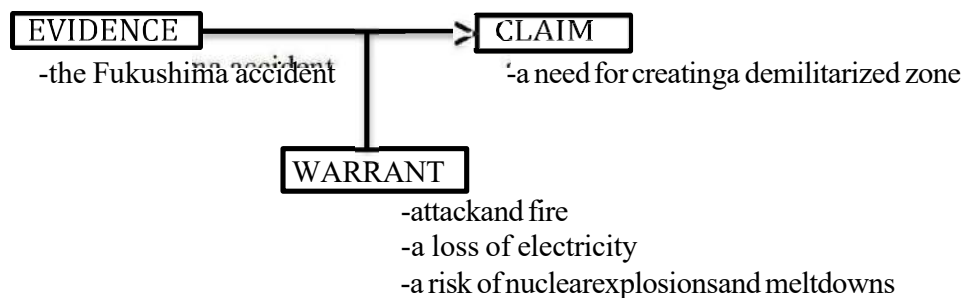 EVIDENCE
CLAIM
-the Fukushima accident
-a need for creatinga demilitarized zone
WARRANT
-attackand fire
-a loss of electricity
-a risk of nuclearexplosionsand meltdowns